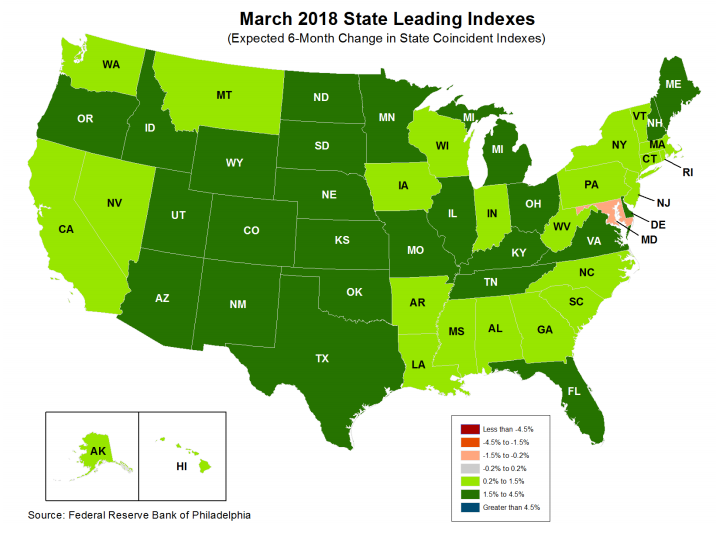 March 2018 State Leading Indexes
(Expected 6-Month Change in State Coincident Indexes)
WA
MT
ND
MN
MI
ME
VT
NH
OR
ID
SD
WI
MI
NY
MA
CT
RI
WY
NE
IA
PA
NJ
NV
UT
CO
IL
IN
OH
WV
DE
MD
CA
KS
MO
KY
VA
AZ
NM
OK
AR
TN
NC
SC
MS
AL
GA
TX
LA
FL
AK
HI
Less than -4.5%
-4.5% to -1.5%
-1.5% to -0.2%
-0.2% to 0.2%
0.2% to 1.5%
1.5% to 4.5%
Greater than 4.5%
Source: Federal Reserve Bank of Philadelphia